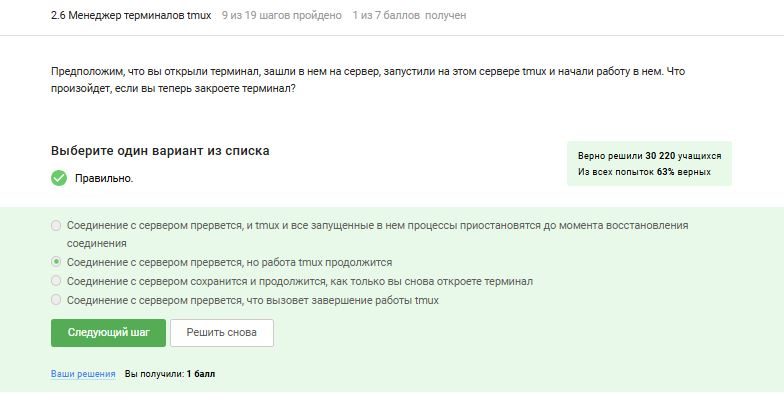 2.6 Менеджер терминалов tmux 9 из 19 шагов пройдено 1 из 7 баллов получен
Предположим, что вы открыли терминал, зашли в нем на сервер, запустили на этом сервере tmux и начали работу в нем. Что
произойдет, если вы теперь закроете терминал?
Выберите один вариант из списка
Верно решили 30 220 учащихся
Из всех попыток 63% верных
Правильно.
Соединение с сервером прервется, и tmux и все запущенные в нем процессы приостановятся до момента восстановления
соединения
Соединение с сервером прервется, но работа tmux продолжится
Соединение с сервером сохранится и продолжится, как только вы снова откроете терминал
Соединение с сервером прервется, что вызовет завершение работы tmux
Следующий шаг Решить снова
Ваши решения Вы получили: 1 балл